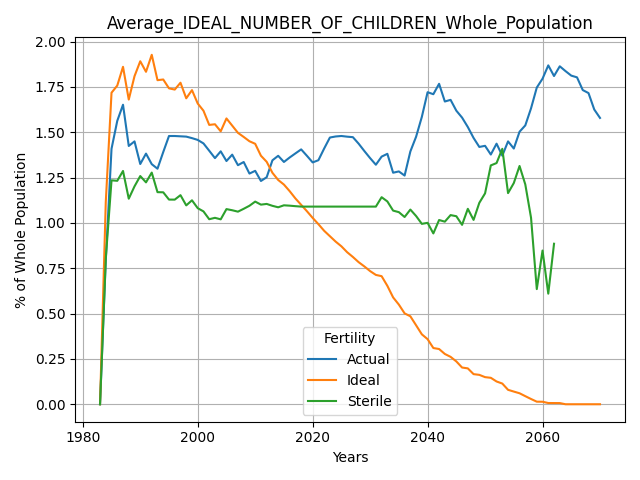 Average_IDEAL_NUMBER_OF_CHILDREN_Whole_Population
% of Whole Population
2.00
1.75
1.50
1.25
1.00
0.75
0.50
0.25
0.00
Fertility
Actual
Ideal
Sterile
1980
2000
2020
2040
2060
Years